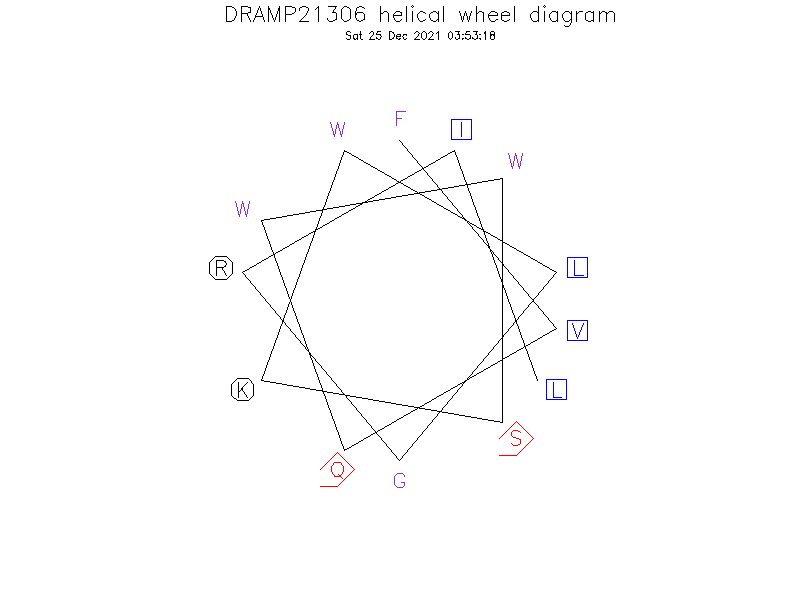 DRAMP21306 helical wheel diagram
Sat 25 Dec 2021 03:53:18
F
W
I
W
W
R
L
V
K
L
S
Q
G